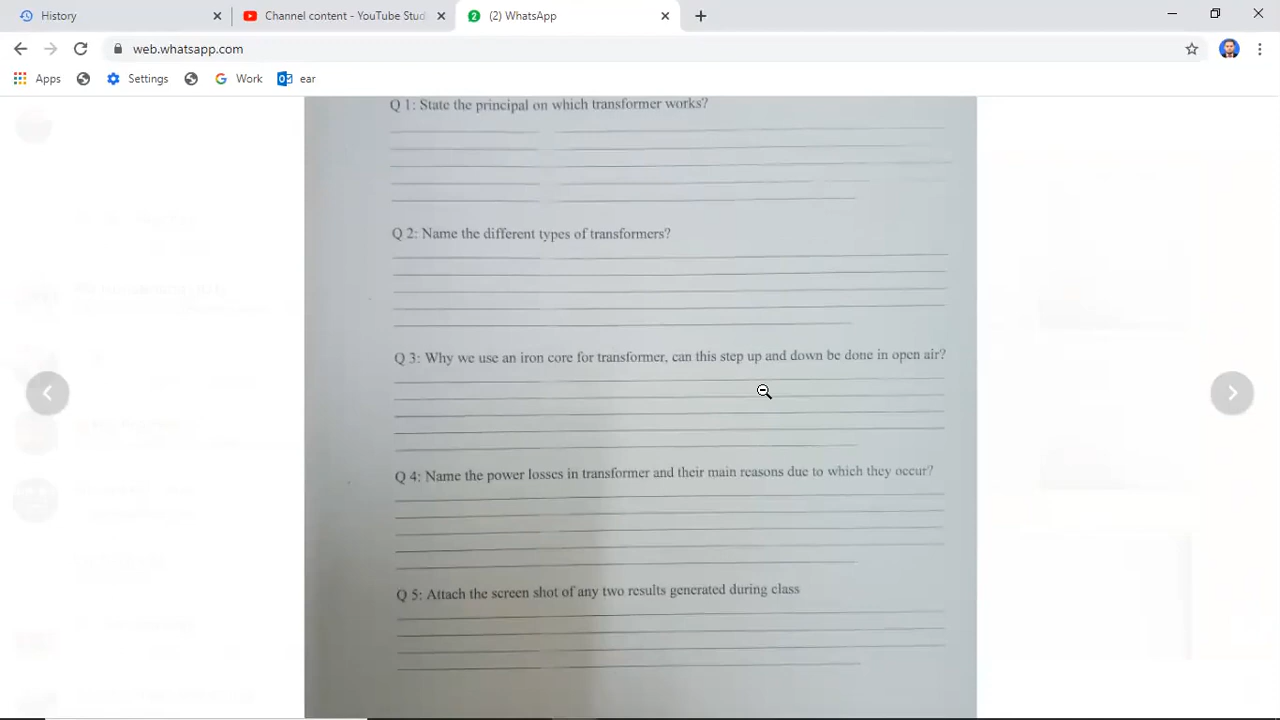 History
Channel content - YouTube Stud
(2) WhatsApp
web.whatsapp.com
Apps
Settings
Work
ear
Q 1: State the principal on which transformer works?
Q 2: Name the different types of transformers?
Q 3: Why we use an iron core for transformer, can this step up and down be done in open air?
Q 4: Name the power losses in transformer and their main reasons due to which they occur?
Q 5: Attach the screen shot of any two results generated during class